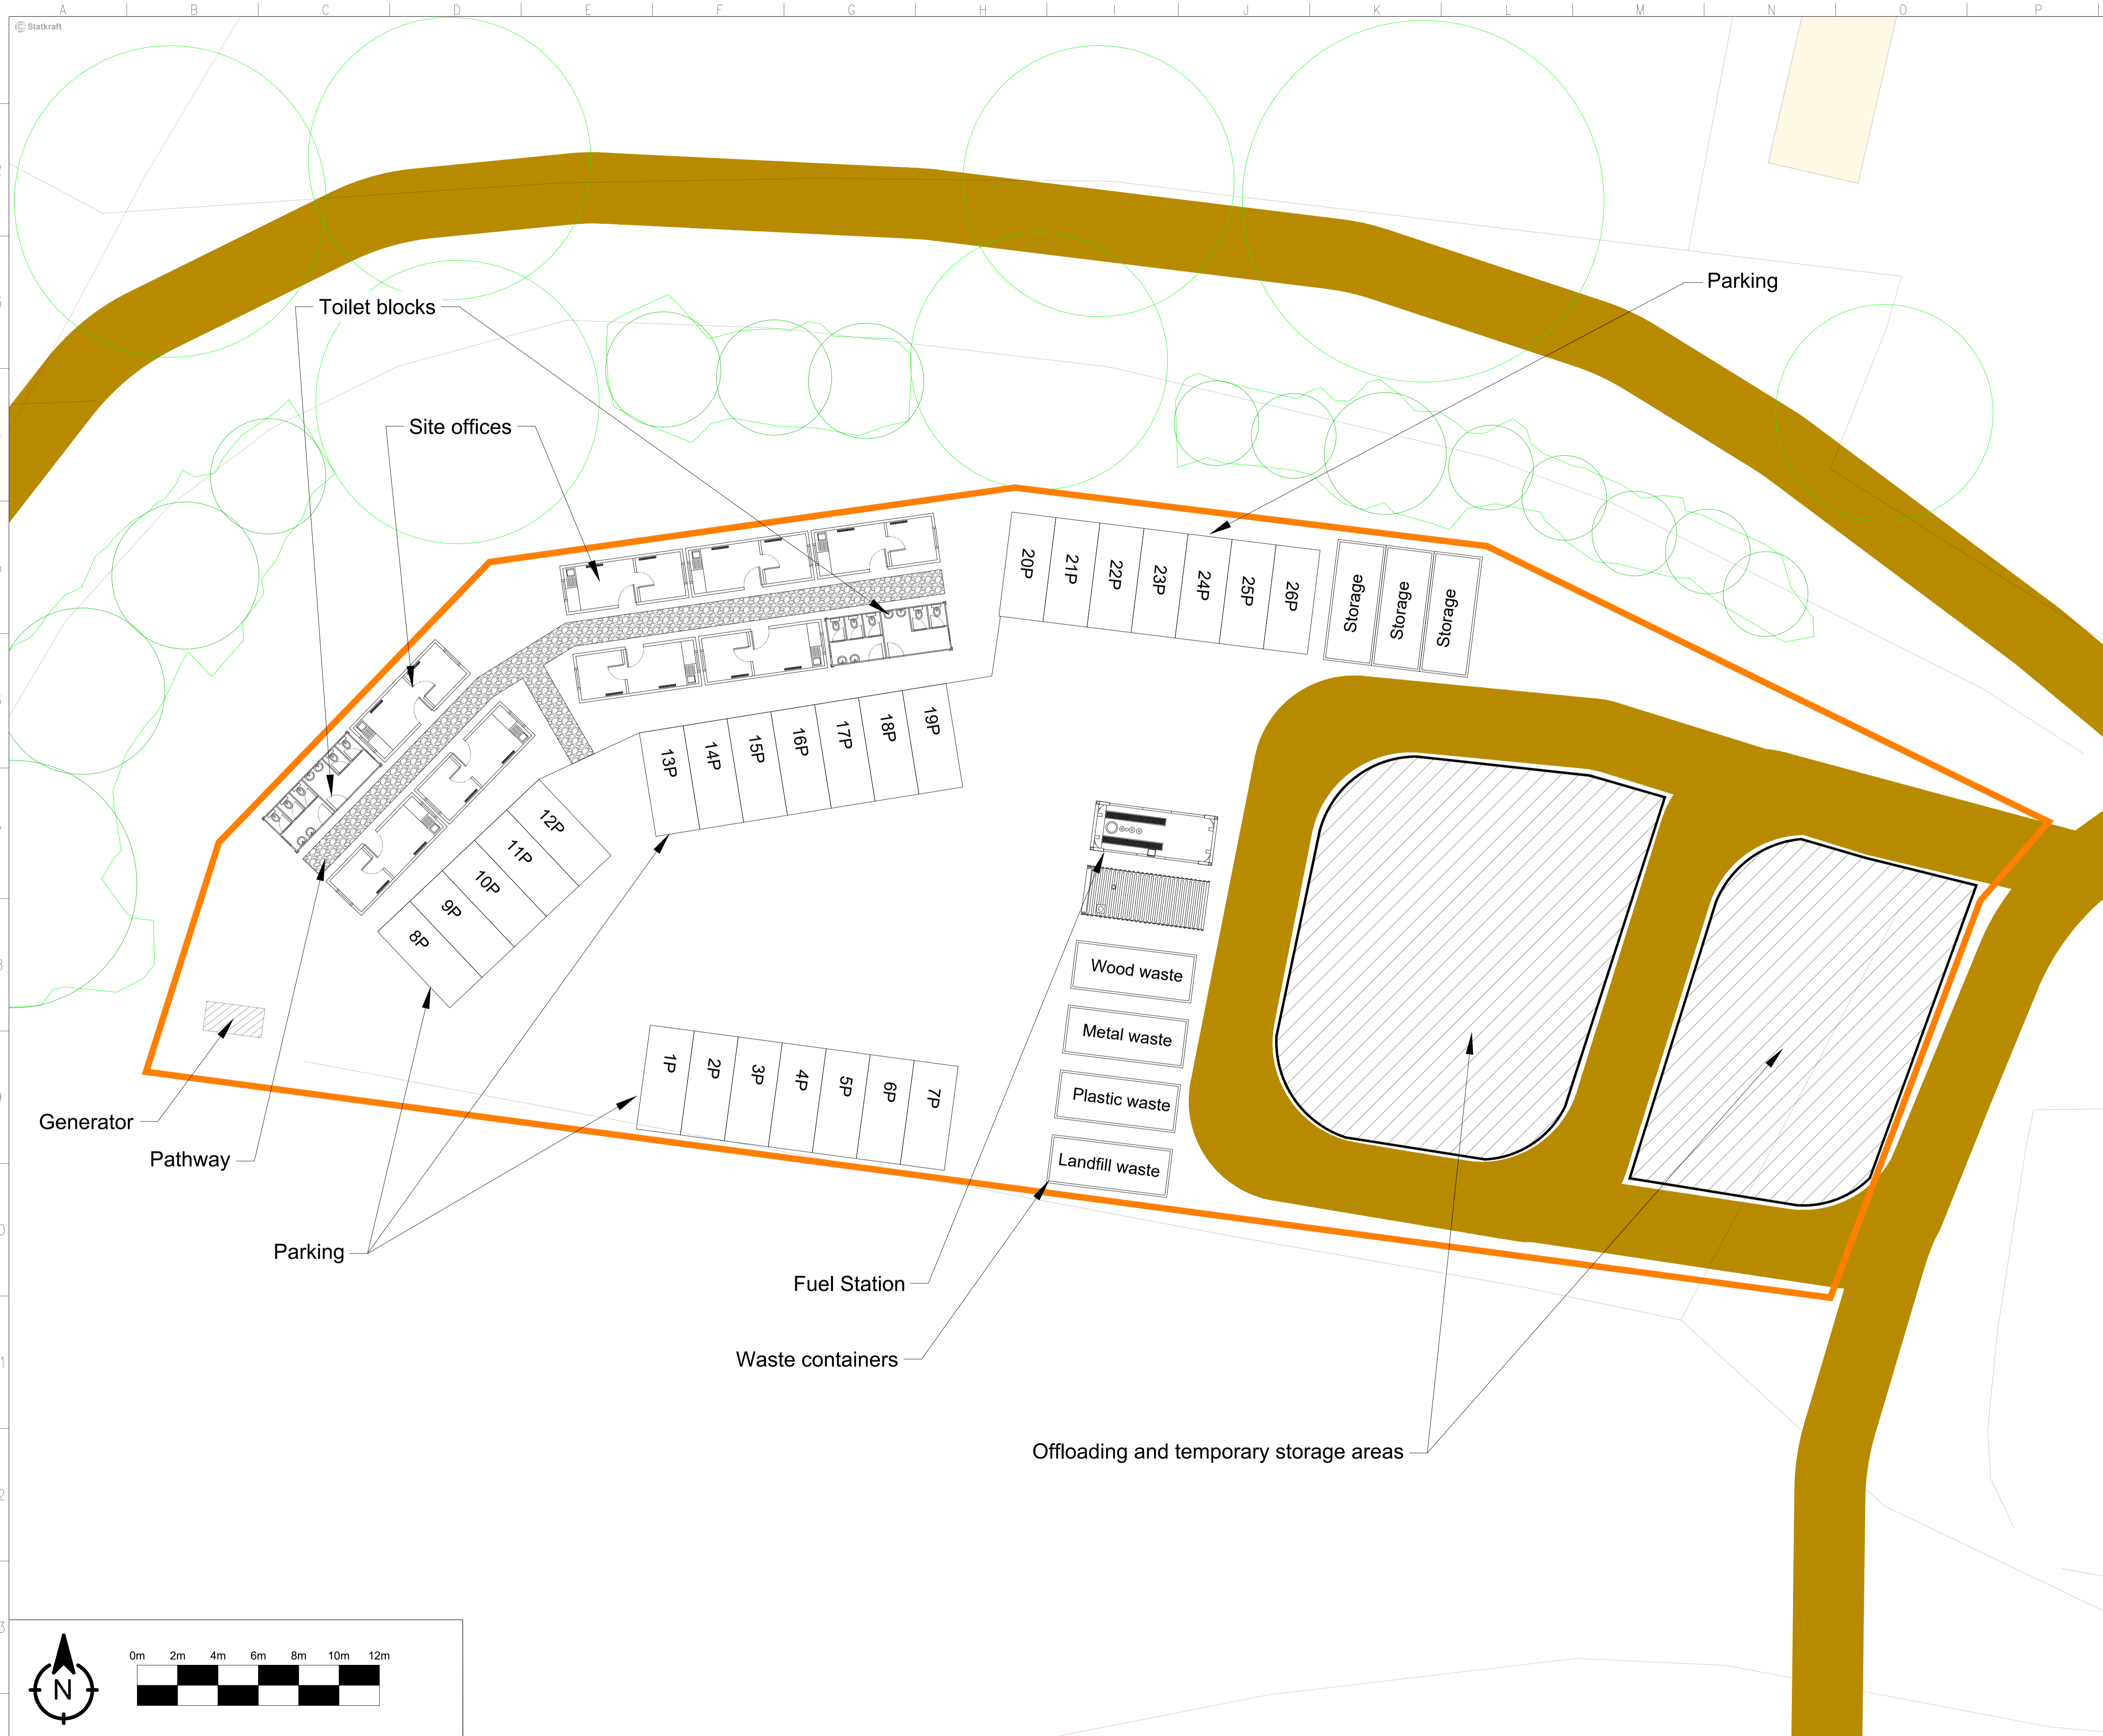 A B C D E F G H I J K L M N O P
© Statkraft
Toilet blocks
Parking
Site offices
20P 21P 22P 23P 24P 25P 26P
Storage Storage Storage
13P 14P 15P 16P 17P 18P 19P
8P 9P 10P 11P 12P
Wood waste
Metal waste
Plastic waste
Landfill waste
1P 2P 3P 4P 5P 6P 7P
Generator
Pathway
Parking
Fuel Station
Waste containers
Offloading and temporary storage areas
N
0m 2m 4m 6m 8m 10m 12m